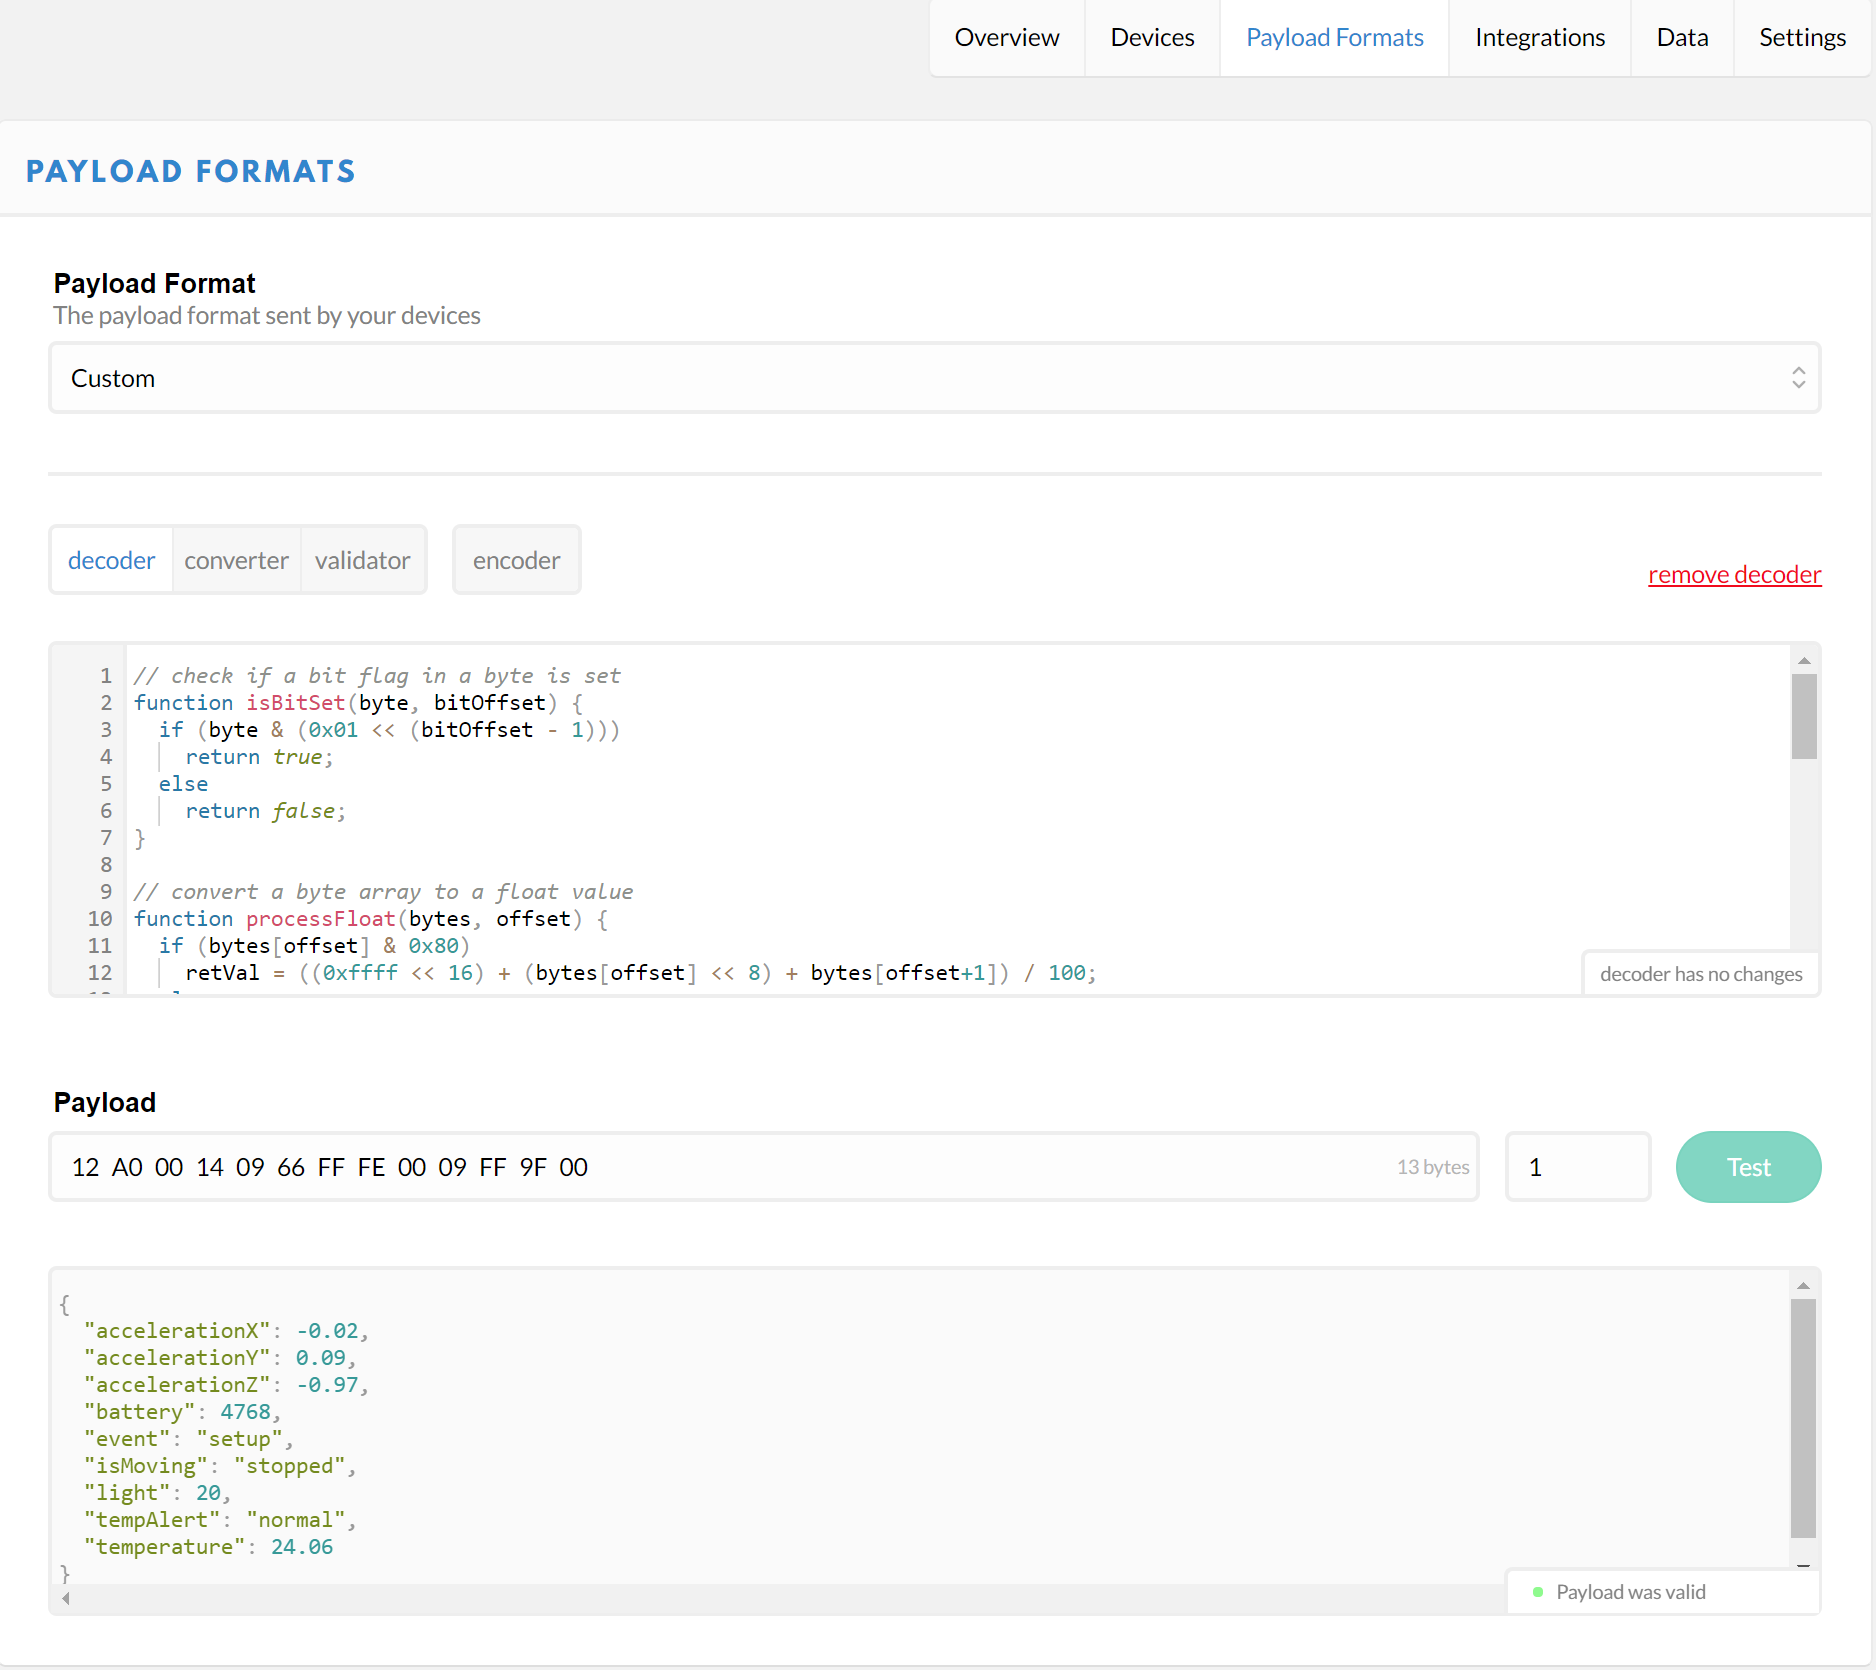 Overview Devices Payload Formats Integrations Data Settings
PAYLOAD FORMATS
Payload Format
The payload format sent by your devices
Custom
decoder converter validator encoder
remove decoder
1 // check if a bit flag in a byte is set
2 function isBitSet(byte, bitOffset) {
3 if (byte & (0x01 << (bitOffset - 1)))
4 return true;
5 else
6 return false;
7 }
8
9 // convert a byte array to a float value
10 function processFloat(bytes, offset) {
11 if (bytes[offset] & 0x80)
12 retVal = ((0xffff << 16) + (bytes[offset] << 8) + bytes[offset+1]) / 100;
decoder has no changes
Payload
12 A0 00 14 09 66 FF FE 00 09 FF 9F 00 13 bytes 1 Test
{
"accelerationX": -0.02,
"accelerationY": 0.09,
"accelerationZ": -0.97,
"battery": 4768,
"event": "setup",
"isMoving": "stopped",
"light": 20,
"tempAlert": "normal",
"temperature": 24.06
}
Payload was valid